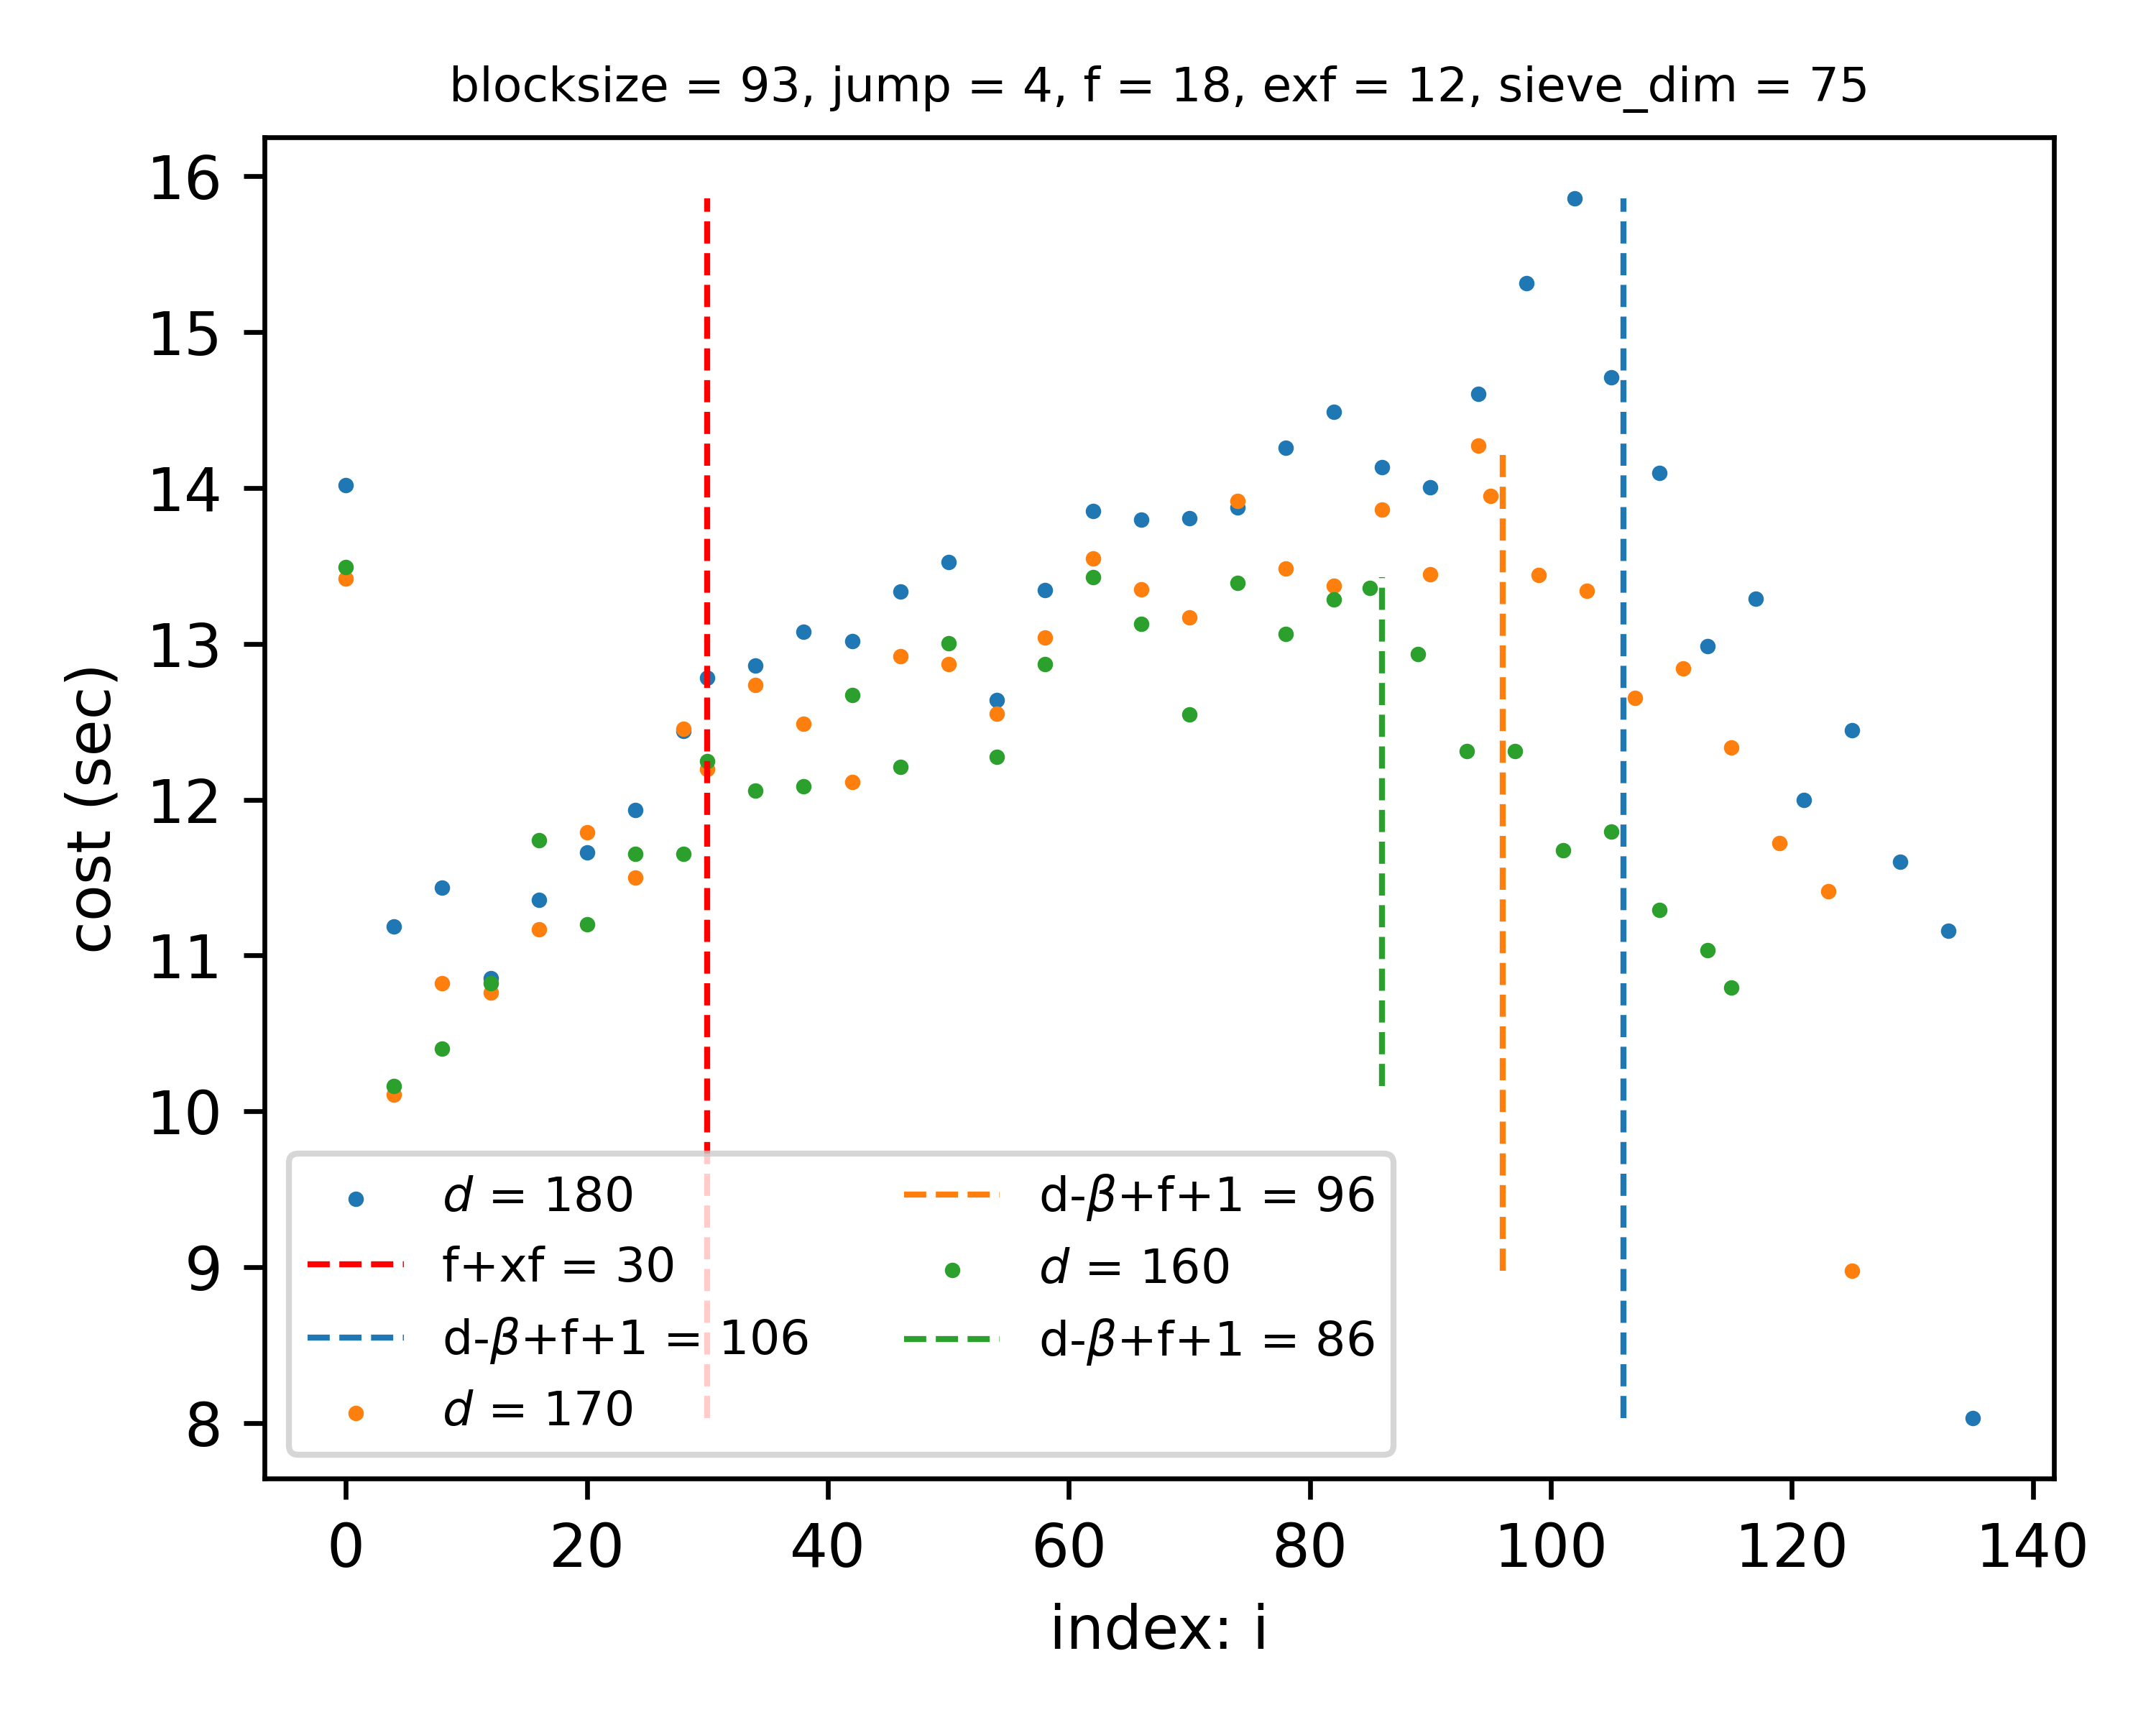 blocksize = 93, jump = 4, f = 18, exf = 12, sieve_dim = 75
16
15
14
13
12
11
10
9
8
cost (sec)
d = 180
f+xf = 30
d-β+f+1 = 106
d = 170
d-β+f+1 = 96
d = 160
d-β+f+1 = 86
0 20 40 60 80 100 120 140
index: i